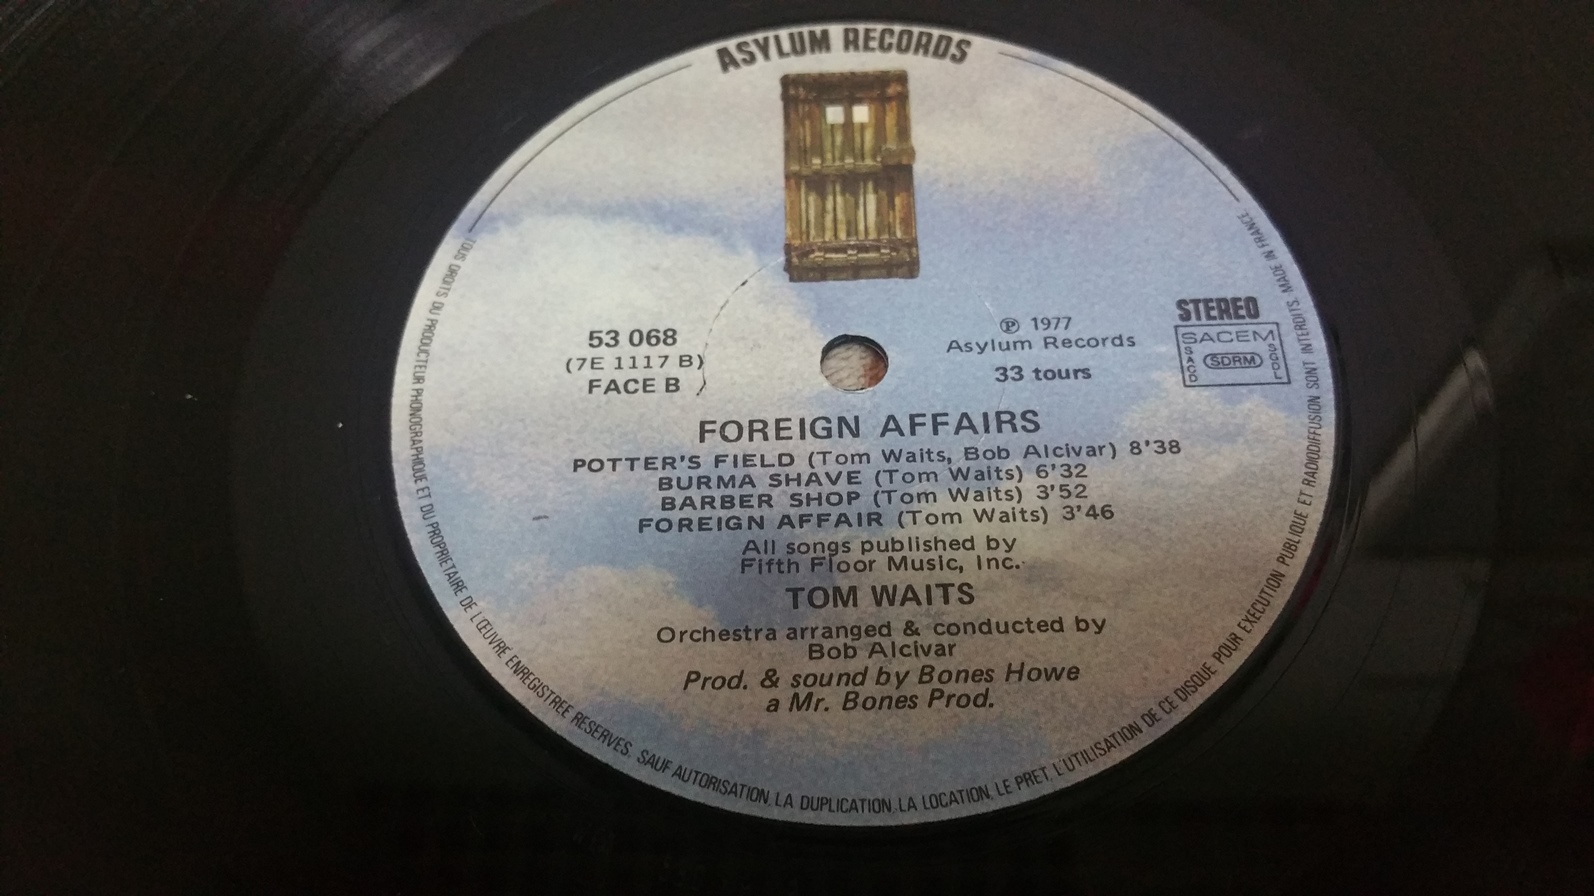 ASYLUM RECORDS
53 068
(7E 1117 B)
FACE B
℗ 1977
Asylum Records
33 tours
STEREO
SACEM
SACD
SDRM
SGDL
FOREIGN AFFAIRS
POTTER'S FIELD (Tom Waits, Bob Alcivar) 8'38
BURMA SHAVE (Tom Waits) 6'32
BARBER SHOP (Tom Waits) 3'52
FOREIGN AFFAIR (Tom Waits) 3'46
All songs published by
Fifth Floor Music, Inc.
TOM WAITS
Orchestra arranged & conducted by
Bob Alcivar
Prod. & sound by Bones Howe
a Mr. Bones Prod.
TOUS DROITS DU PRODUCTEUR PHONOGRAPHIQUE ET DU PROPRIETAIRE DE L'ŒUVRE ENREGISTREE RESERVES. SAUF AUTORISATION, LA DUPLICATION, LA LOCATION, LE PRET, L'UTILISATION DE CE DISQUE POUR EXECUTION PUBLIQUE ET RADIODIFFUSION SONT INTERDITS. MADE IN FRANCE